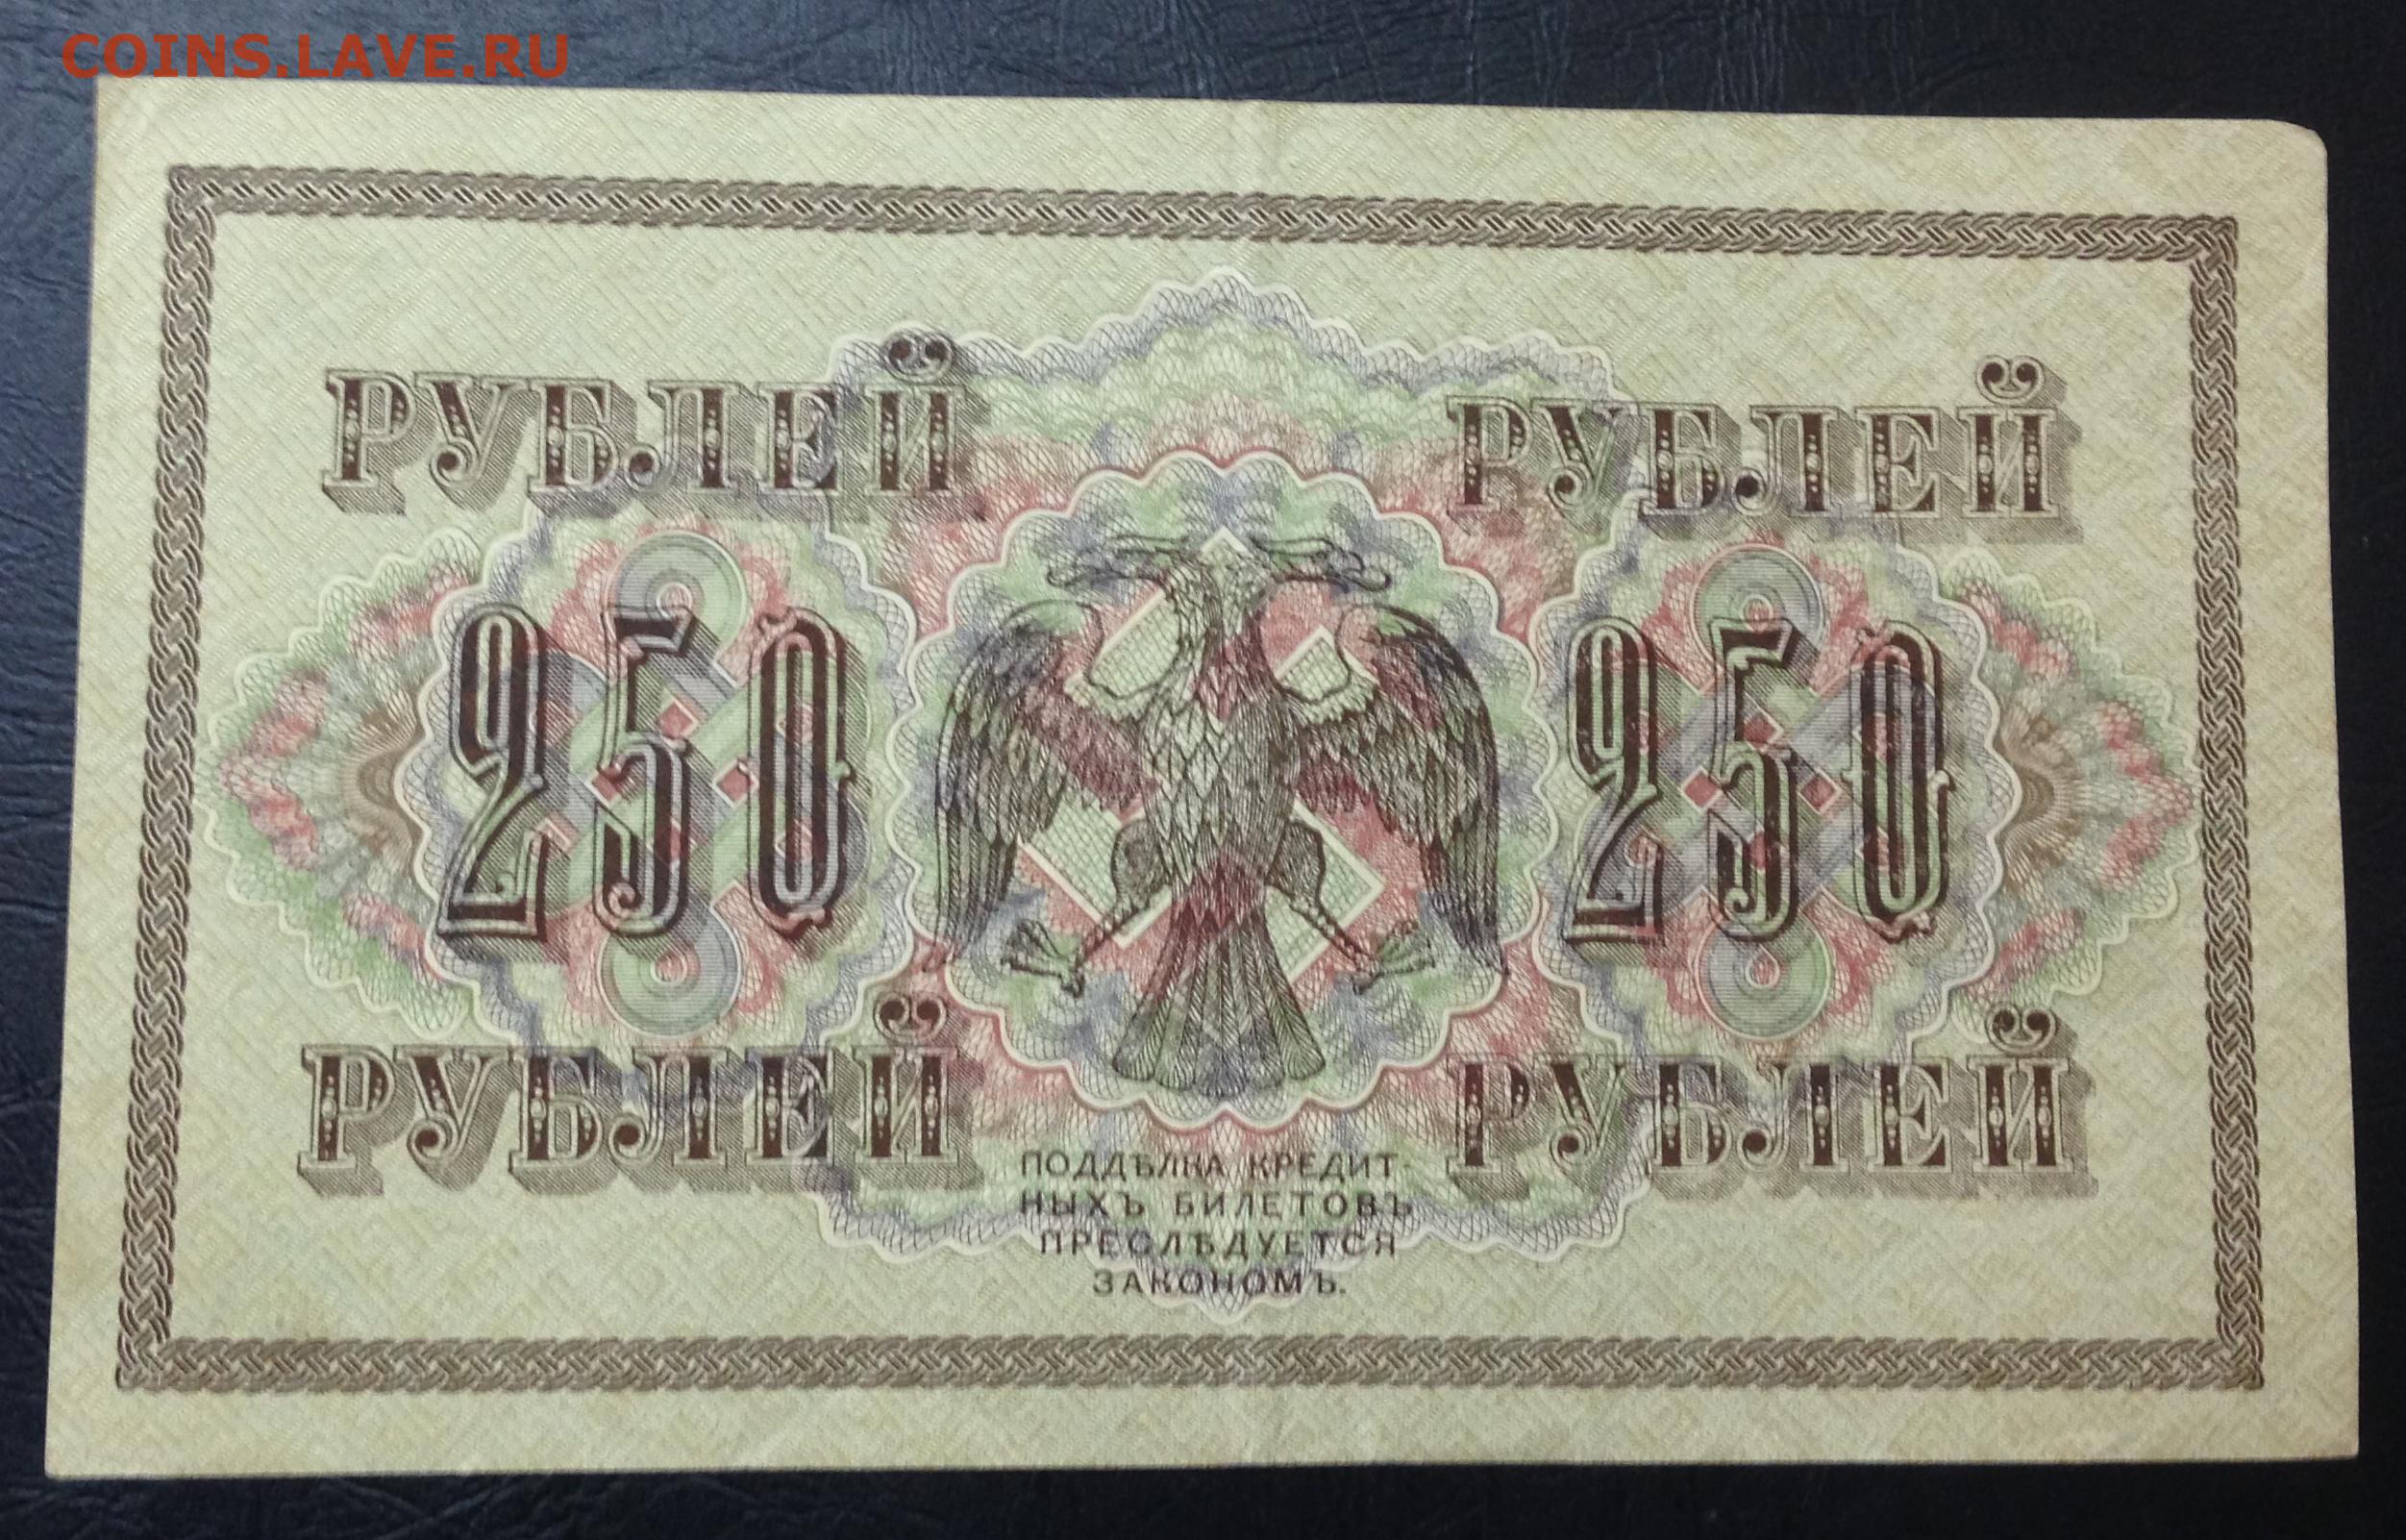 COINS.LAVE.RU
РУБЛЕЙ РУБЛЕЙ
250 250
РУБЛЕЙ РУБЛЕЙ
ПОДДѢЛКА КРЕДИТ-
НЫХЪ БИЛЕТОВЪ
ПРЕСЛѢДУЕТСЯ
ЗАКОНОМЪ.